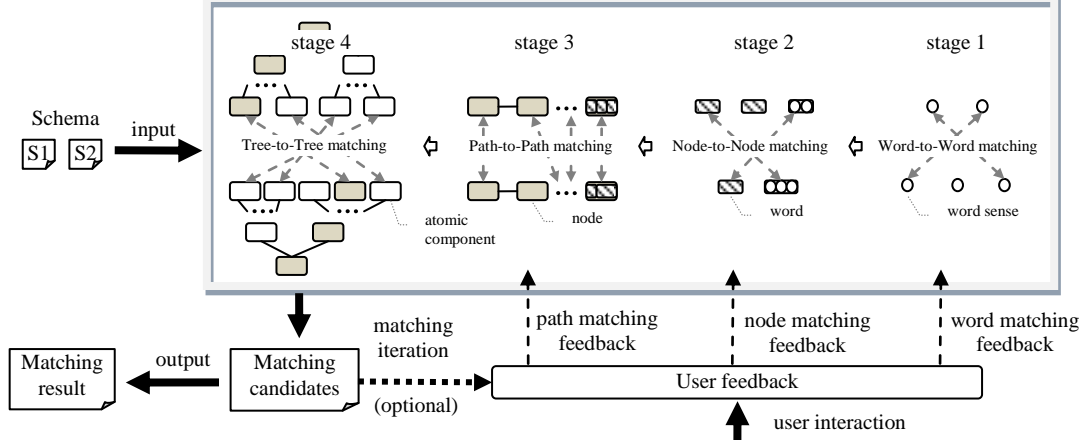 stage 4
stage 3
stage 2
stage 1
Schema
S1
S2
input
Tree-to-Tree matching
Path-to-Path matching
Node-to-Node matching
Word-to-Word matching
atomic
component
node
word
word sense
matching
iteration
(optional)
path matching
feedback
node matching
feedback
word matching
feedback
Matching
result
output
Matching
candidates
User feedback
user interaction